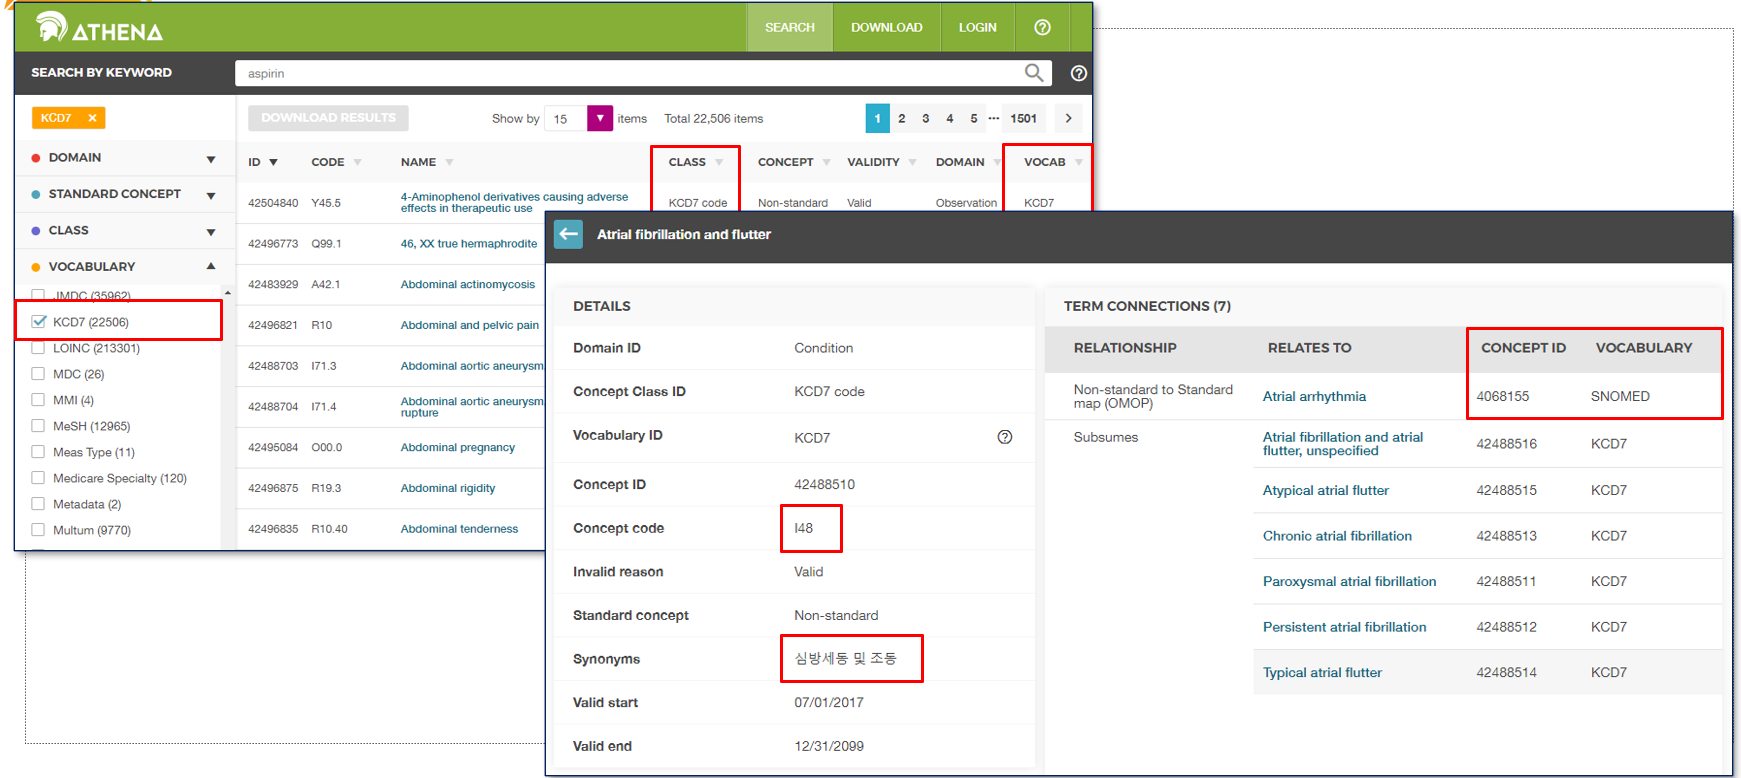 ATHENA
SEARCH
DOWNLOAD
LOGIN
SEARCH BY KEYWORD
aspirin
KCD7 ×
DOWNLOAD RESULTS
Show by 15 items Total 22,506 items
1 2 3 4 5 ... 1501 >
DOMAIN
STANDARD CONCEPT
CLASS
VOCABULARY
JMDC (35962)
KCD7 (22506)
LOINC (213301)
MDC (26)
MMI (4)
MeSH (12965)
Meas Type (11)
Medicare Specialty (120)
Metadata (2)
Multum (9770)
ID CODE NAME CLASS CONCEPT VALIDITY DOMAIN VOCAB
42504840 Y45.5 4-Aminophenol derivatives causing adverse
effects in therapeutic use KCD7 code Non-standard Valid Observation KCD7
42496773 Q99.1 46, XX true hermaphrodite
42483929 A42.1 Abdominal actinomycosis
42496821 R10 Abdominal and pelvic pain
42488703 I71.3 Abdominal aortic aneurysm,
42488704 I71.4 Abdominal aortic aneurysm,
rupture
42495084 O00.0 Abdominal pregnancy
42496875 R19.3 Abdominal rigidity
42496835 R10.40 Abdominal tenderness
Atrial fibrillation and flutter
DETAILS
Domain ID Condition
Concept Class ID KCD7 code
Vocabulary ID KCD7
Concept ID 42488510
Concept code I48
Invalid reason Valid
Standard concept Non-standard
Synonyms 심방세동 및 조동
Valid start 07/01/2017
Valid end 12/31/2099
TERM CONNECTIONS (7)
RELATIONSHIP RELATES TO CONCEPT ID VOCABULARY
Non-standard to Standard
map (OMOP) Atrial arrhythmia 4068155 SNOMED
Subsumes Atrial fibrillation and atrial
flutter, unspecified 42488516 KCD7
Atypical atrial flutter 42488515 KCD7
Chronic atrial fibrillation 42488513 KCD7
Paroxysmal atrial fibrillation 42488511 KCD7
Persistent atrial fibrillation 42488512 KCD7
Typical atrial flutter 42488514 KCD7